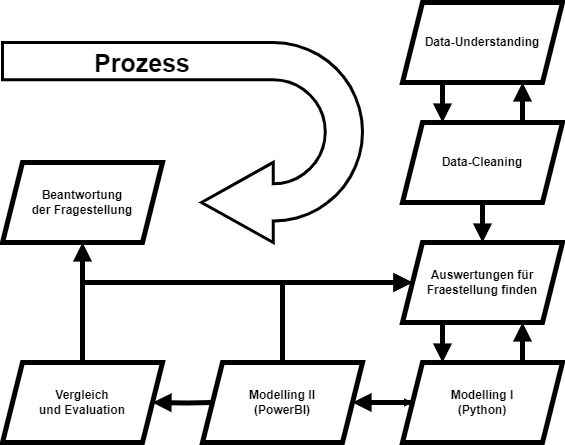 Prozess
Data-Understanding
Data-Cleaning
Beantwortung
der Fragestellung
Auswertungen für
Fraestellung finden
Vergleich
und Evaluation
Modelling II
(PowerBI)
Modelling I
(Python)